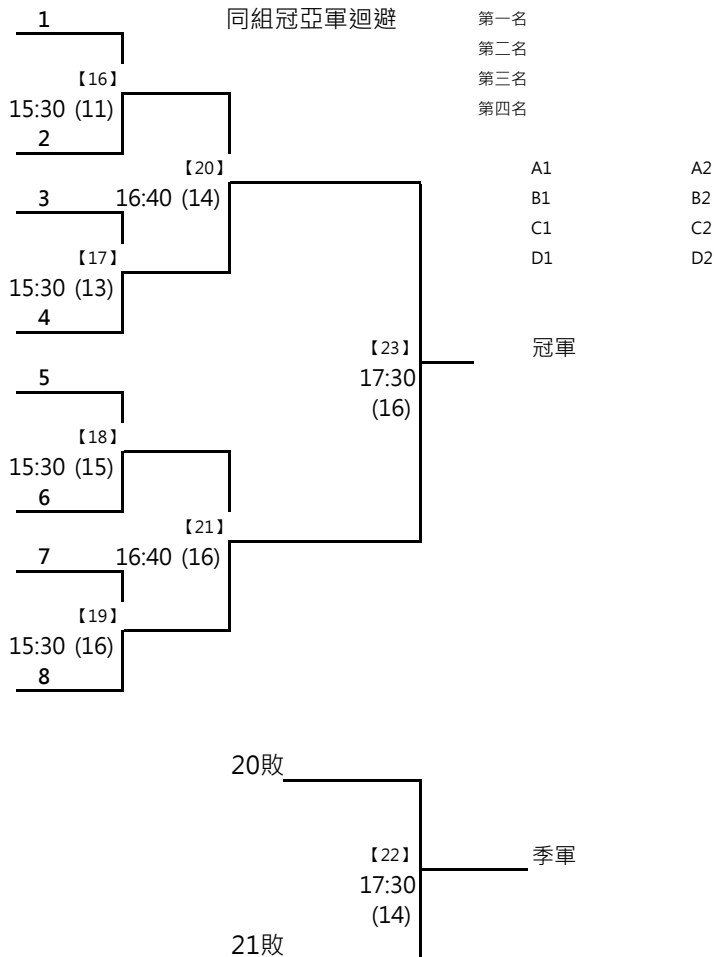 1 同組冠亞軍迴避 第一名
第二名
【16】 第三名
15:30 (11) 第四名
2
【20】 A1 A2
3 16:40 (14) B1 B2
C1 C2
【17】 D1 D2
15:30 (13)
4
【23】 冠軍
5 17:30
(16)
【18】
15:30 (15)
6
【21】
7 16:40 (16)
【19】
15:30 (16)
8
20敗
【22】 季軍
17:30
(14)
21敗